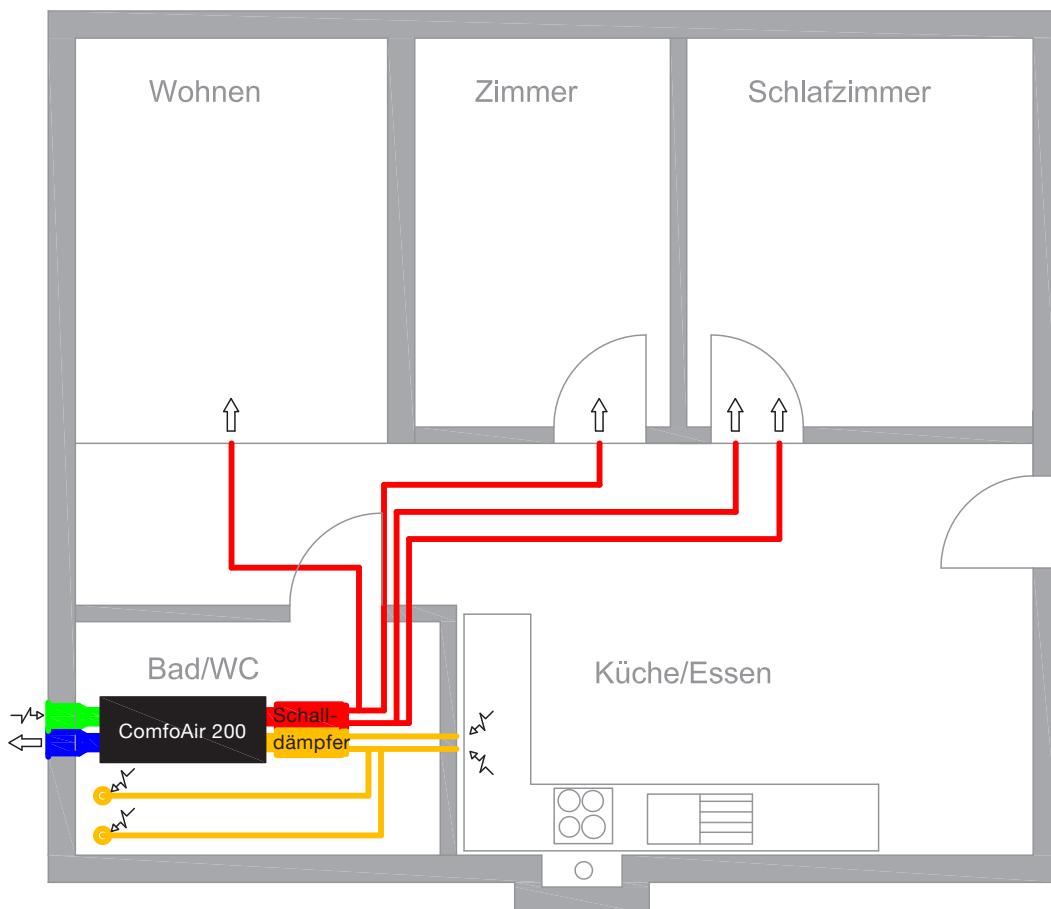 Wohnen
Zimmer
Schlafzimmer
Bad/WC
Küche/Essen
ComfoAir 200
Schall-
dämpfer